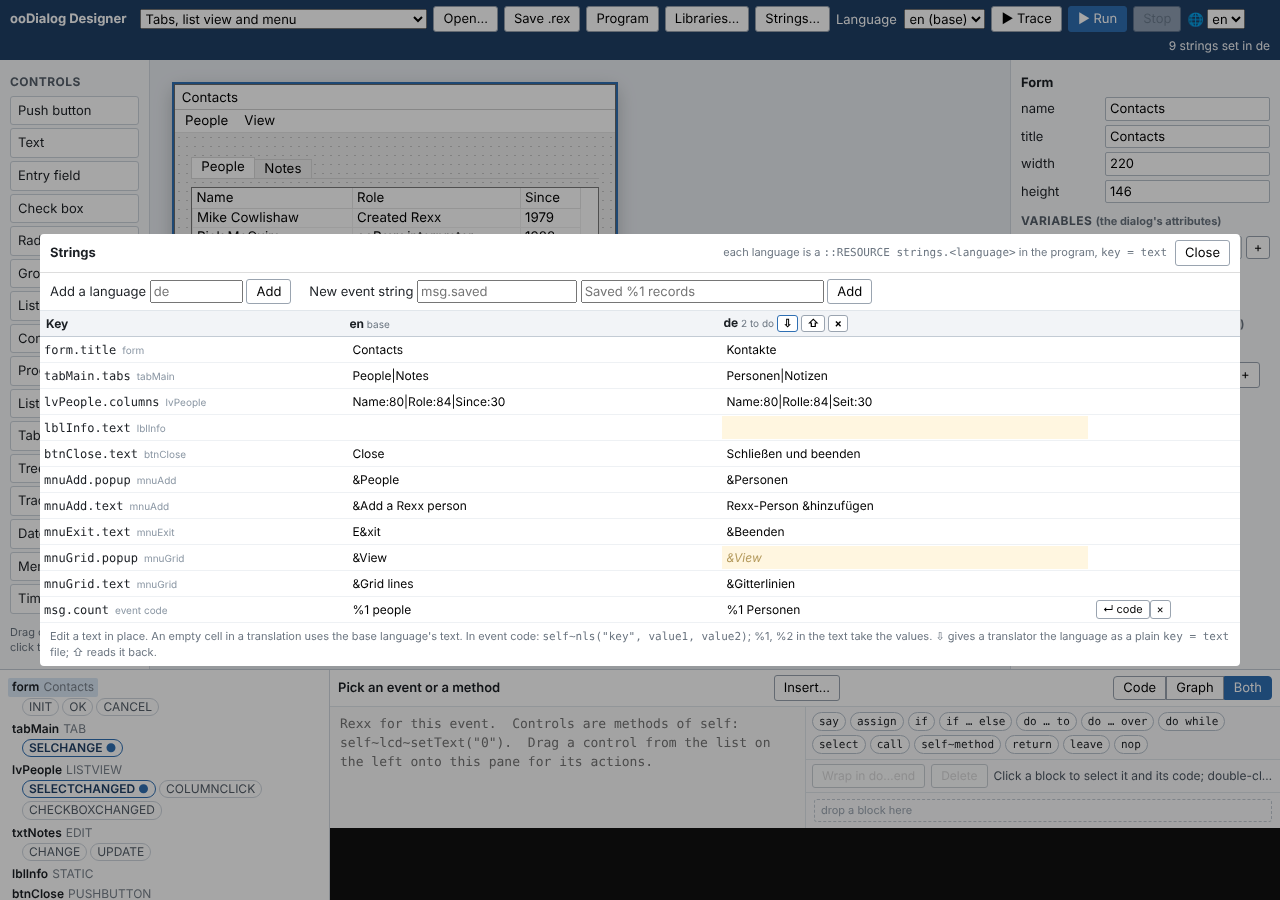 ooDialog Designer Tabs, list view and menu Open... Save .rex Program Libraries... Strings... Language en (base) ▶ Trace ▶ Run Stop 🌐 en
9 strings set in de
CONTROLS
Push button
Text
Entry field
Check box
Contacts
People View
People Notes
Name Role Since
Mike Cowlishaw Created Rexx 1979
Form
name Contacts
title Contacts
width 220
height 146
VARIABLES (the dialog's attributes)
+
Strings each language is a ::RESOURCE strings.<language> in the program, key = text Close
Add a language de Add New event string msg.saved Saved %1 records Add
Key en base de 2 to do ⇩ ⇧ ×
form.title form Contacts Kontakte
tabMain.tabs tabMain People|Notes Personen|Notizen
lvPeople.columns lvPeople Name:80|Role:84|Since:30 Name:80|Rolle:84|Seit:30
lblInfo.text lblInfo
btnClose.text btnClose Close Schließen und beenden
mnuAdd.popup mnuAdd &People &Personen
mnuAdd.text mnuAdd &Add a Rexx person Rexx-Person &hinzufügen
mnuExit.text mnuExit E&xit &Beenden
mnuGrid.popup mnuGrid &View &View
mnuGrid.text mnuGrid &Grid lines &Gitterlinien
msg.count event code %1 people %1 Personen ↵ code ×
Edit a text in place. An empty cell in a translation uses the base language's text. In event code: self~nls("key", value1, value2); %1, %2 in the text take the values. ⇩ gives a translator the language as a plain key = text
file; ⇧ reads it back.
form Contacts
INIT OK CANCEL
tabMain TAB
SELCHANGE ●
lvPeople LISTVIEW
SELECTCHANGED ● COLUMNCLICK
CHECKBOXCHANGED
txtNotes EDIT
CHANGE UPDATE
lblInfo STATIC
btnClose PUSHBUTTON
Pick an event or a method Insert... Code Graph Both
Rexx for this event. Controls are methods of self:
self~lcd~setText("0"). Drag a control from the list on
the left onto this pane for its actions.
say assign if if … else do … to do … over do while
select call self~method return leave nop
Wrap in do...end Delete Click a block to select it and its code; double-cl...
drop a block here